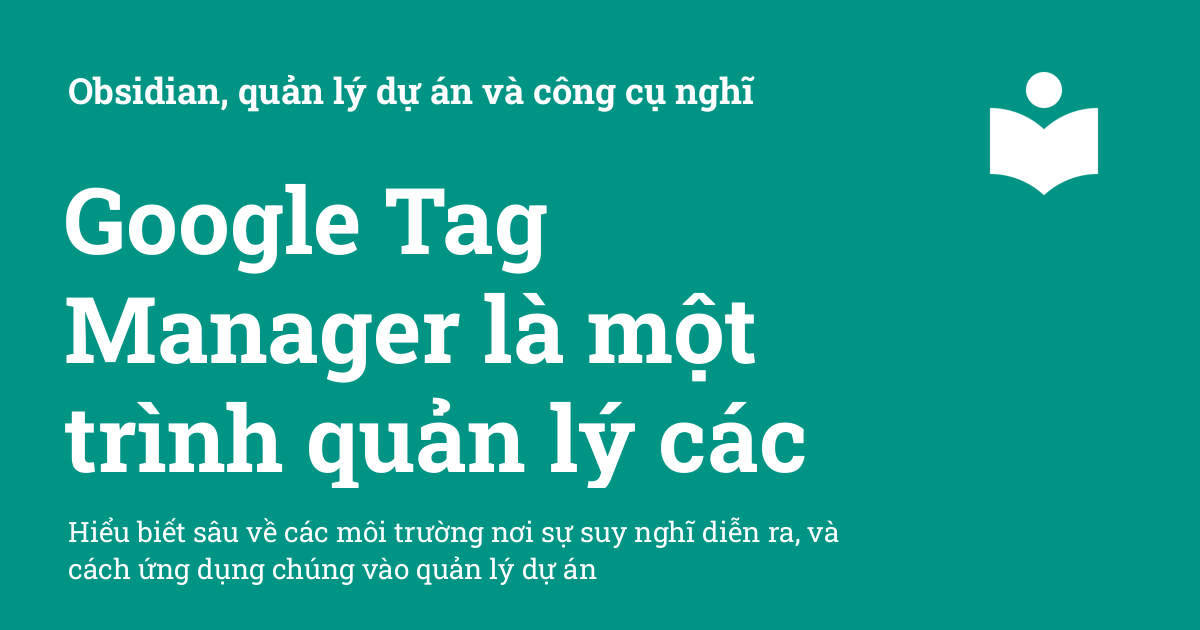 Obsidian, quản lý dự án và công cụ nghĩ
Google Tag
Manager là một
trình quản lý các
Hiểu biết sâu về các môi trường nơi sự suy nghĩ diễn ra, và
cách ứng dụng chúng vào quản lý dự án